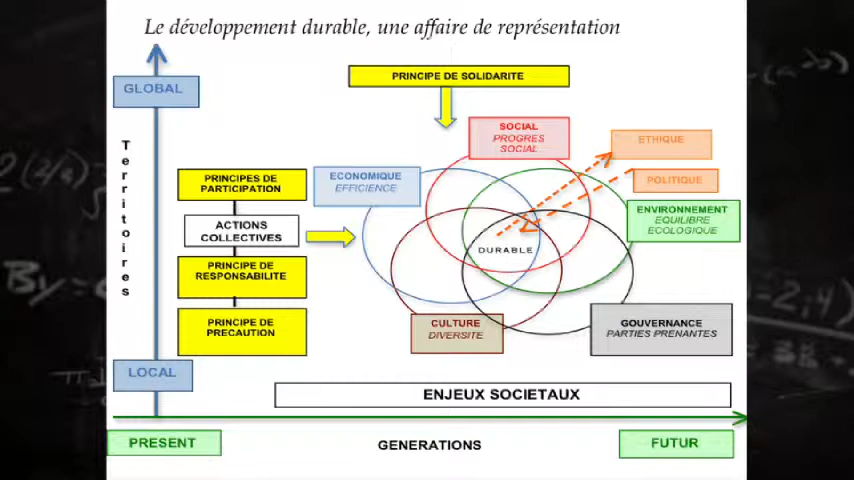 Le développement durable, une affaire de représentation
PRINCIPE DE SOLIDARITE
GLOBAL
SOCIAL
PROGRES
SOCIAL
ETHIQUE
Territoires
PRINCIPES DE
PARTICIPATION
ECONOMIQUE
EFFICIENCE
POLITIQUE
ENVIRONNEMENT
EQUILIBRE
ECOLOGIQUE
ACTIONS
COLLECTIVES
DURABLE
PRINCIPE DE
RESPONSABILITE
PRINCIPE DE
PRECAUTION
CULTURE
DIVERSITE
GOUVERNANCE
PARTIES PRENANTES
LOCAL
ENJEUX SOCIETAUX
PRESENT
GENERATIONS
FUTUR